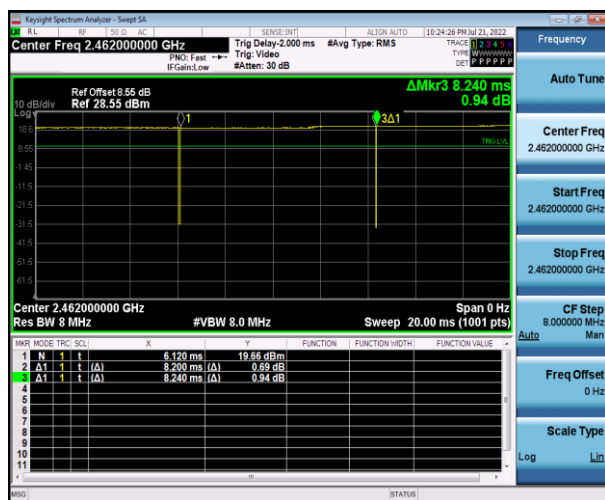 Keysight Spectrum Analyzer - Swept SA
RL RF 50 Ω AC SENSE:INT ALIGN AUTO 10:24:26 PM Jul 21, 2022
Center Freq 2.462000000 GHz
PNO: Fast
IFGain:Low
Trig Delay-2.000 ms
Trig: Video
#Atten: 30 dB
#Avg Type: RMS
TRACE 1 2 3 4 5 6
TYPE WWWWWW
DET P P P P P P
Ref Offset 8.55 dB
Ref 28.55 dBm
10 dB/div
Log
ΔMkr3 8.240 ms
0.94 dB
1
3Δ1
18.6
TRIG LVL
8.55
-1.45
-11.5
-21.5
-31.5
-41.5
-51.5
-61.5
Center 2.462000000 GHz
Span 0 Hz
Res BW 8 MHz
#VBW 8.0 MHz
Sweep 20.00 ms (1001 pts)
MKR MODE TRC SCL X Y FUNCTION FUNCTION WIDTH FUNCTION VALUE
1 N 1 t 6.120 ms 19.66 dBm
2 Δ1 1 t (Δ) 8.200 ms (Δ) 0.69 dB
3 Δ1 1 t (Δ) 8.240 ms (Δ) 0.94 dB
4
5
6
7
8
9
10
11
MSG
STATUS
Frequency
Auto Tune
Center Freq
2.462000000 GHz
Start Freq
2.462000000 GHz
Stop Freq
2.462000000 GHz
CF Step
8.000000 MHz
Auto Man
Freq Offset
0 Hz
Scale Type
Log Lin